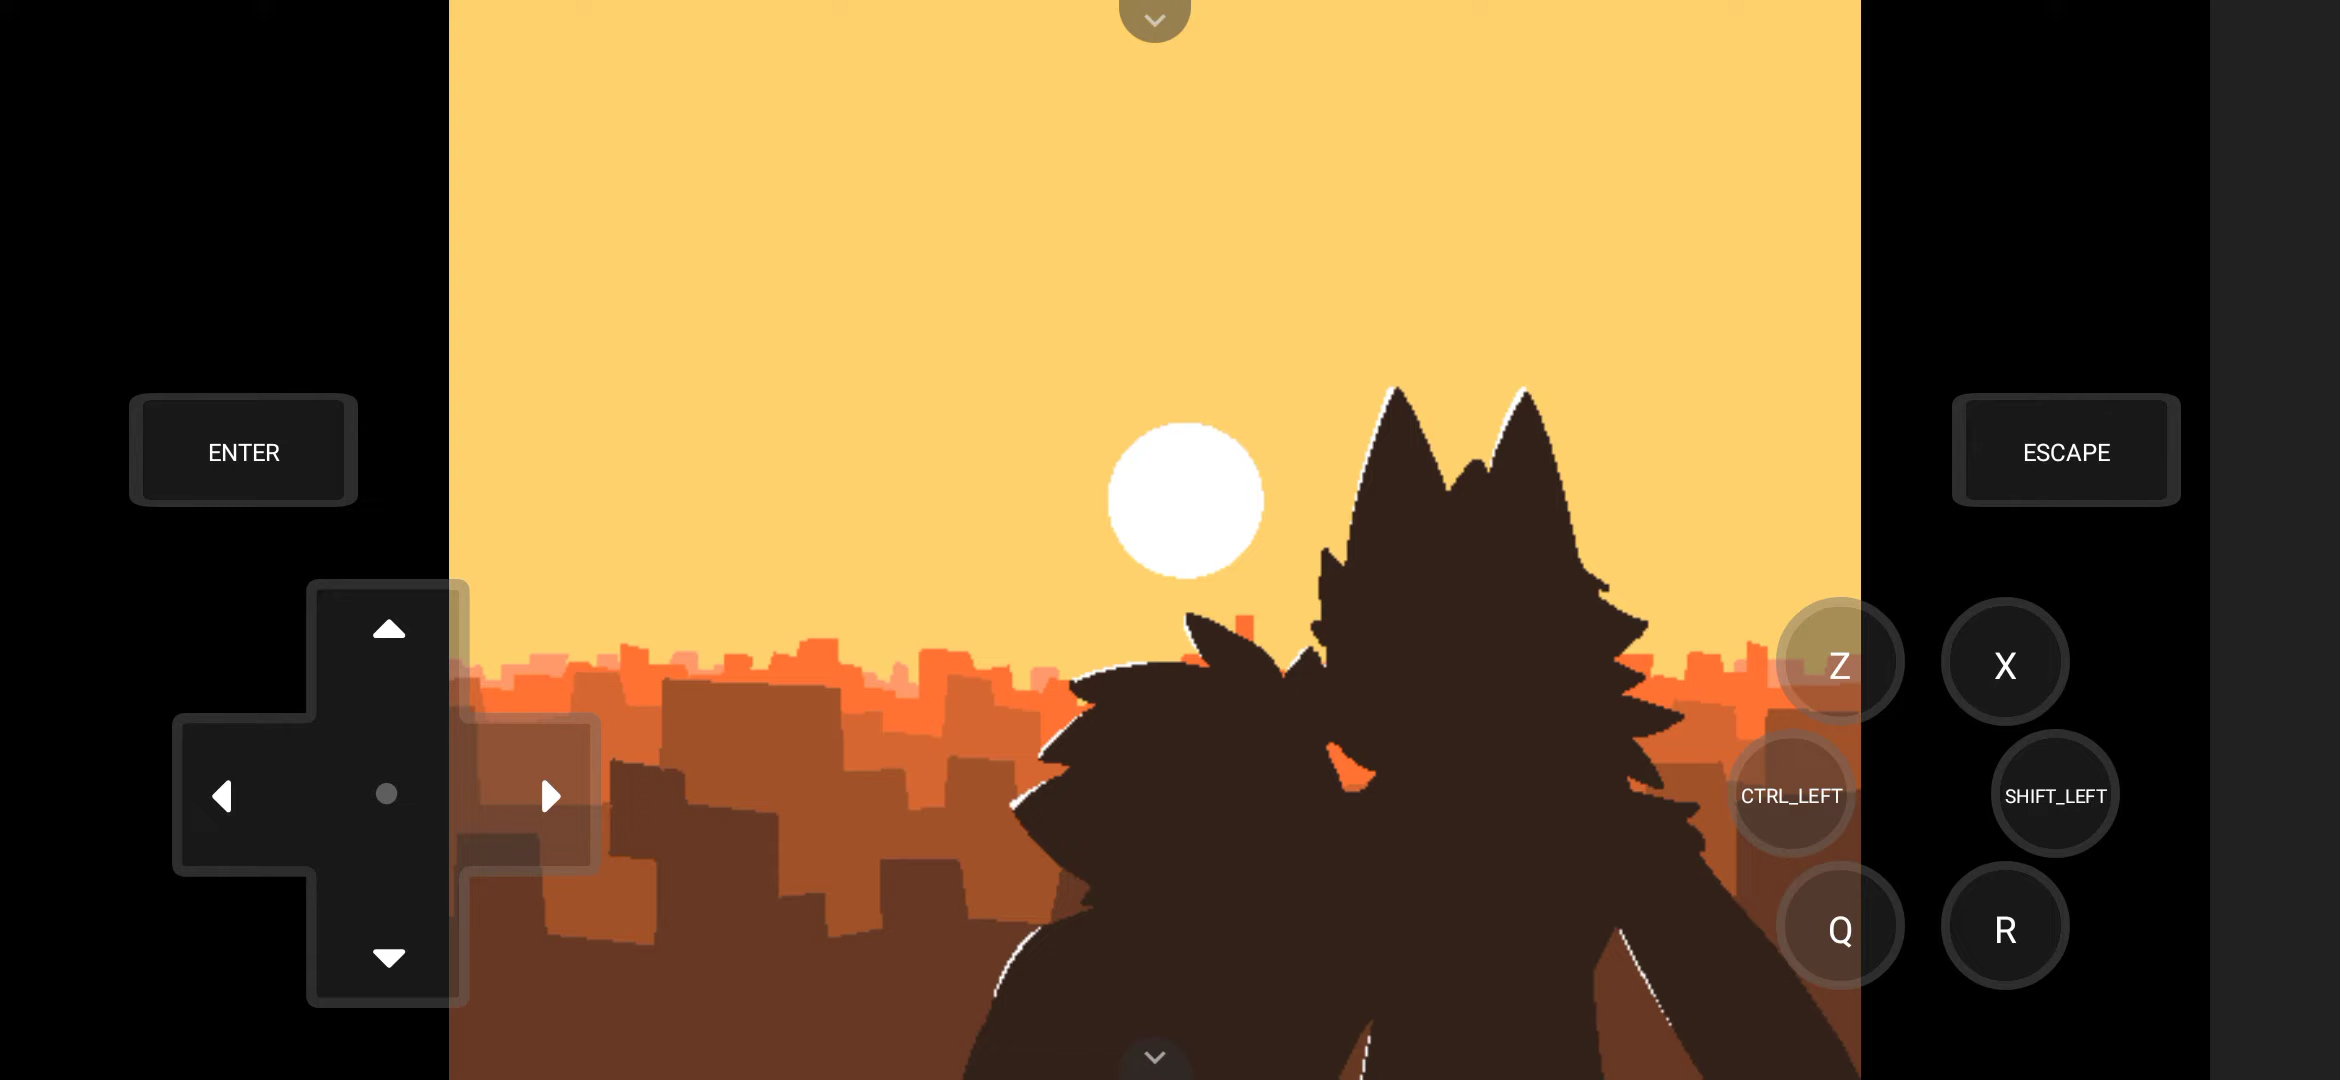 ENTER
ESCAPE
Z
X
CTRL_LEFT
SHIFT_LEFT
Q
R